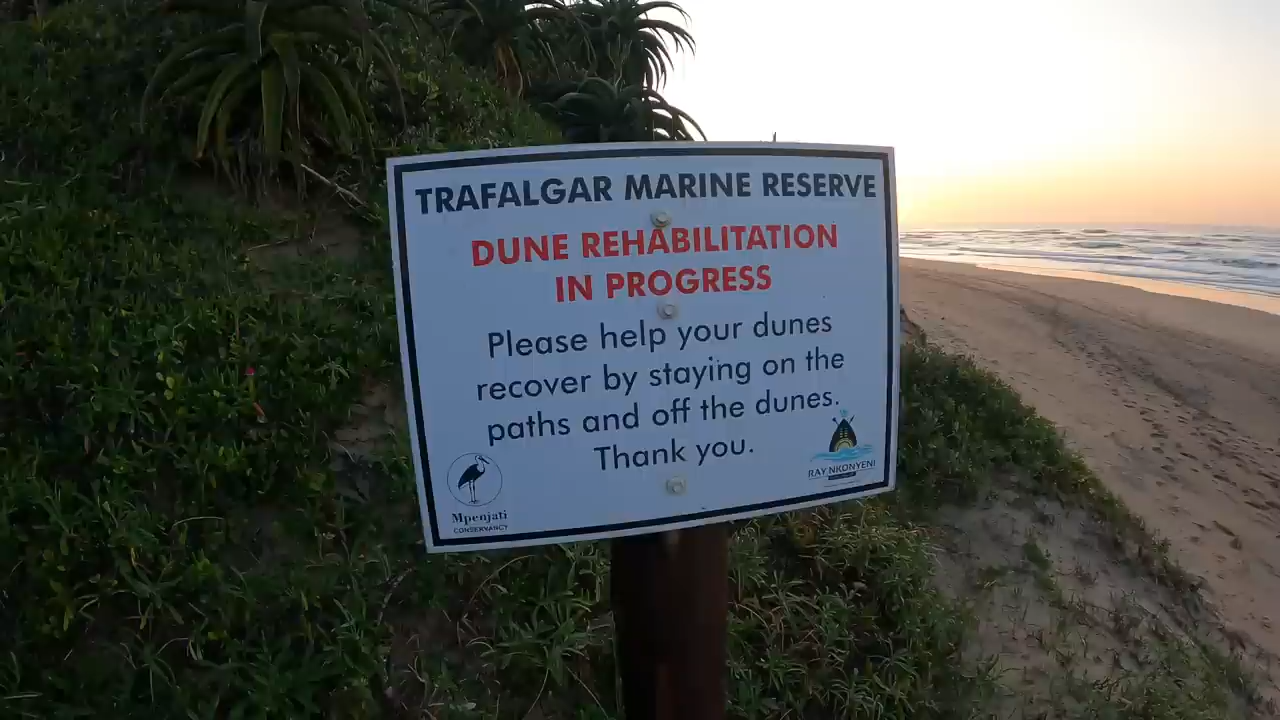 TRAFALGAR MARINE RESERVE
DUNE REHABILITATION
IN PROGRESS
Please help your dunes
recover by staying on the
paths and off the dunes.
Thank you.
Mpenjati
CONSERVANCY
RAY NKONYENI